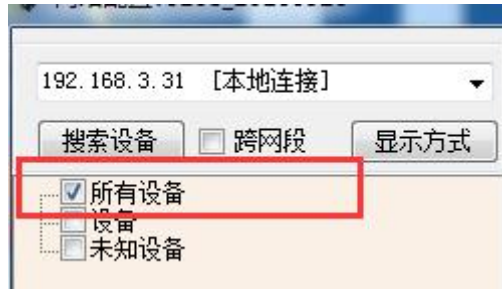 192.168.3.31 [本地连接]
搜索设备 跨网段 显示方式
所有设备
设备
未知设备